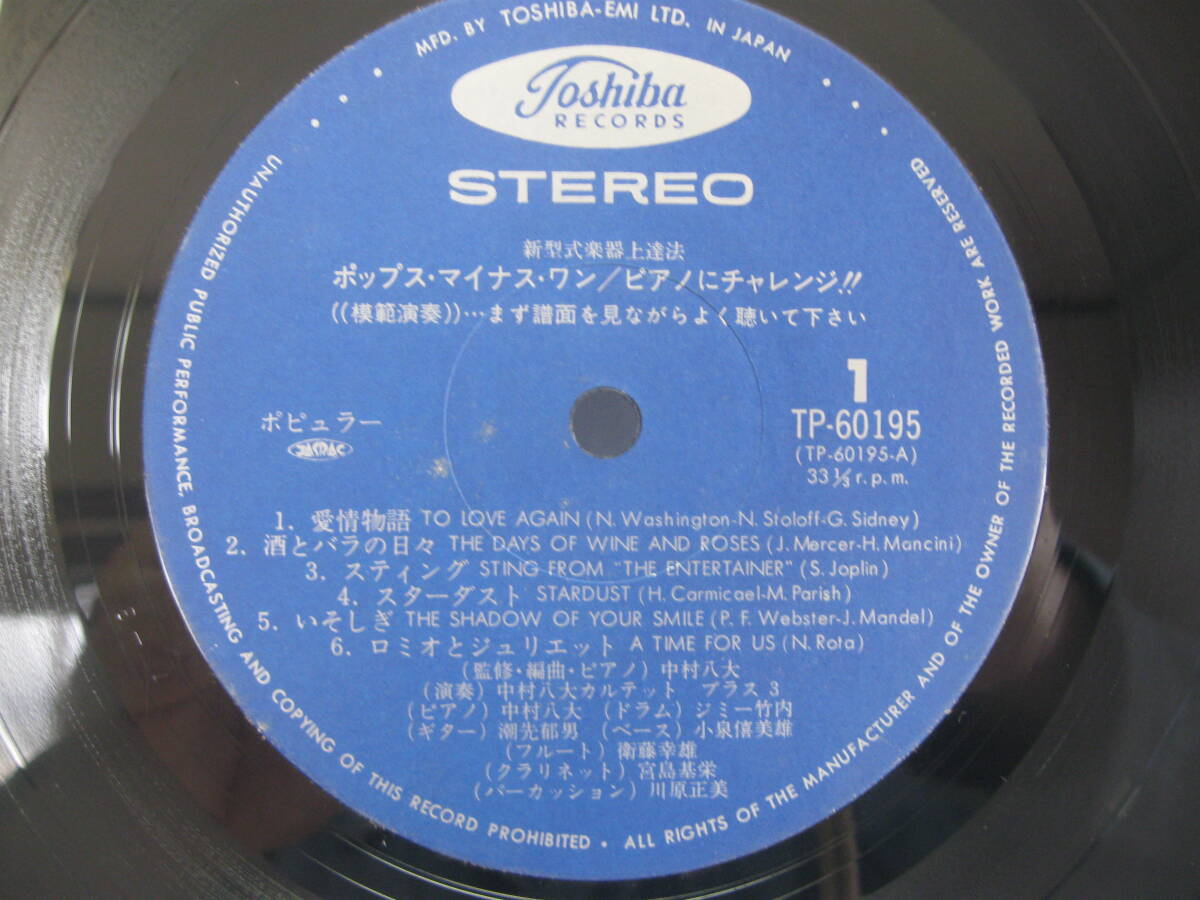 MFD. BY TOSHIBA-EMI LTD. IN JAPAN
Toshiba
RECORDS
STEREO
新型式楽器上達法
ポップス・マイナス・ワン/ピアノにチャレンジ!!
((模範演奏))…まず譜面を見ながらよく聴いて下さい
1
TP-60195
(TP-60195-A)
33 1/3 r.p.m.
ポピュラー
JASRAC
1. 愛情物語 TO LOVE AGAIN (N. Washington-N. Stoloff-G. Sidney)
2. 酒とバラの日々 THE DAYS OF WINE AND ROSES (J. Mercer-H. Mancini)
3. スティング STING FROM "THE ENTERTAINER" (S. Joplin)
4. スターダスト STARDUST (H. Carmicael-M. Parish)
5. いそしぎ THE SHADOW OF YOUR SMILE (P. F. Webster-J. Mandel)
6. ロミオとジュリエット A TIME FOR US (N. Rota)
(監修・編曲・ピアノ) 中村八大
(演奏) 中村八大カルテット プラス 3
(ピアノ) 中村八大 (ドラム) ジミー竹内
(ギター) 潮先郁男 (ベース) 小泉僖美雄
(フルート) 衛藤幸雄
(クラリネット) 宮島基栄
(パーカッション) 川原正美
UNAUTHORIZED PUBLIC PERFORMANCE, BROADCASTING AND COPYING OF THIS RECORD PROHIBITED • ALL RIGHTS OF THE MANUFACTURER AND OF THE OWNER OF THE RECORDED WORK ARE RESERVED